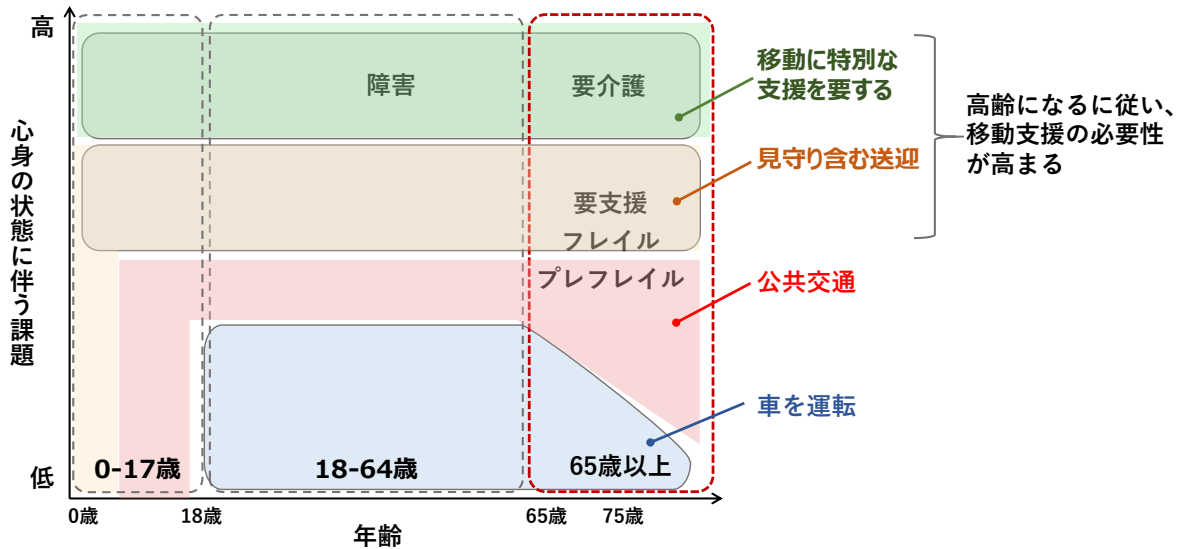 高
心身の状態に伴う課題
低
障害
要介護
要支援
フレイル
プレフレイル
0-17歳
18-64歳
65歳以上
0歳
18歳
65歳
75歳
年齢
移動に特別な
支援を要する
見守り含む送迎
公共交通
車を運転
高齢になるに従い、
移動支援の必要性
が高まる